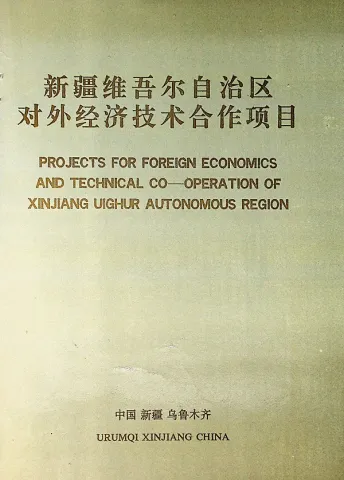 新疆维吾尔自治区
对外经济技术合作项目
PROJECTS FOR FOREIGN ECONOMICS
AND TECHNICAL CO—OPERATION OF
XINJIANG UIGHUR AUTONOMOUS REGION
中国 新疆 乌鲁木齐
URUMQI XINJIANG CHINA